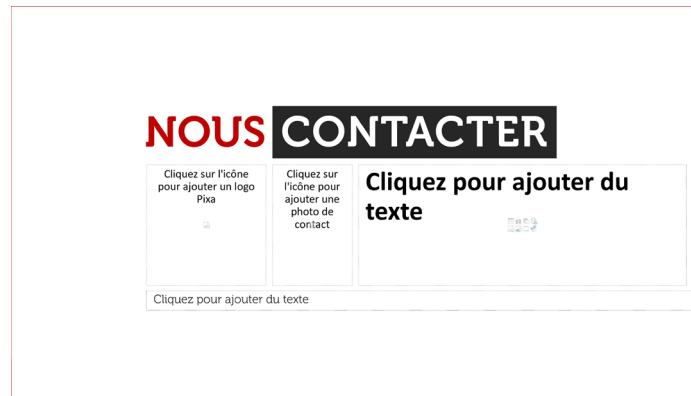 NOUS CONTACTER
Cliquez sur l'icône
pour ajouter un logo
Pixa
Cliquez sur
l'icône pour
ajouter une
photo de
contact
Cliquez pour ajouter du
texte
Cliquez pour ajouter du texte